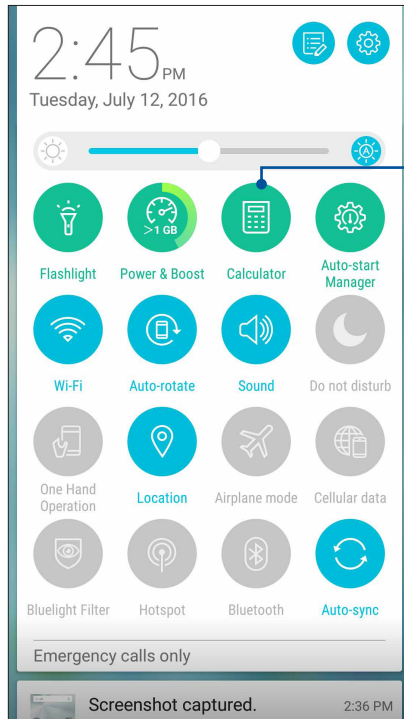 2:45 PM
Tuesday, July 12, 2016
A
>1 GB
Flashlight Power & Boost Calculator Auto-start Manager
Wi-Fi Auto-rotate Sound Do not disturb
One Hand Operation Location Airplane mode Cellular data
Bluelight Filter Hotspot Bluetooth Auto-sync
Emergency calls only
Screenshot captured. 2:36 PM